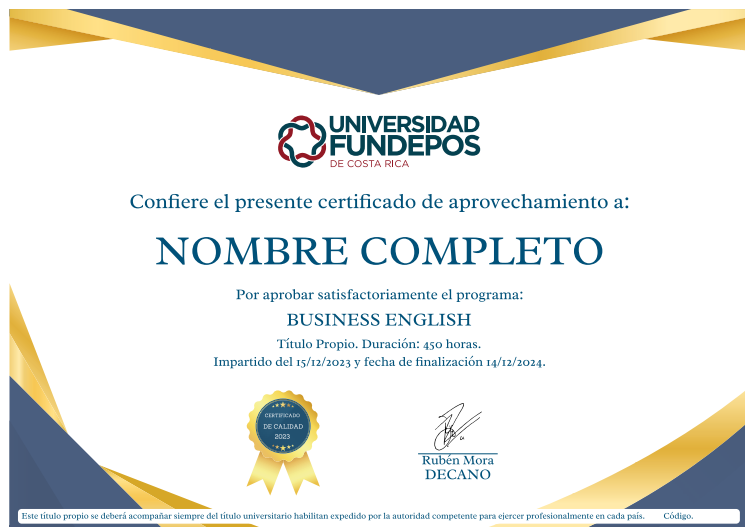 UNIVERSIDAD
FUNDEPOS
DE COSTA RICA
Confiere el presente certificado de aprovechamiento a:
NOMBRE COMPLETO
Por aprobar satisfactoriamente el programa:
BUSINESS ENGLISH
Título Propio. Duración: 450 horas.
Impartido del 15/12/2023 y fecha de finalización 14/12/2024.
CERTIFICADO
DE CALIDAD
2023
Rubén Mora
DECANO
Este título propio se deberá acompañar siempre del título universitario habilitan expedido por la autoridad competente para ejercer profesionalmente en cada país. Código.